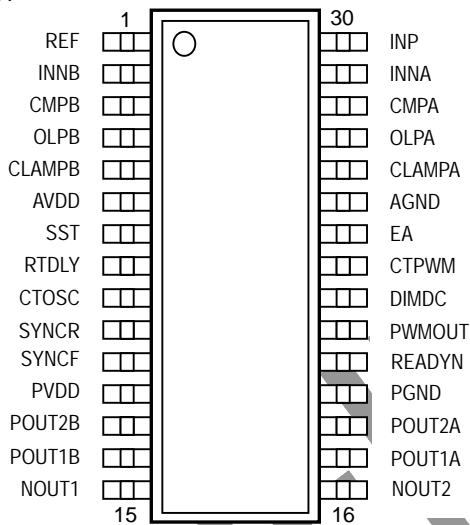 1 30
REF INP
INNB INNA
CMPB CMPA
OLPB OLPA
CLAMPB CLAMPA
AVDD AGND
SST EA
RTDLY CTPWM
CTOSC DIMDC
SYNCR PWMOUT
SYNCF READYN
PVDD PGND
POUT2B POUT2A
POUT1B POUT1A
NOUT1 NOUT2
15 16